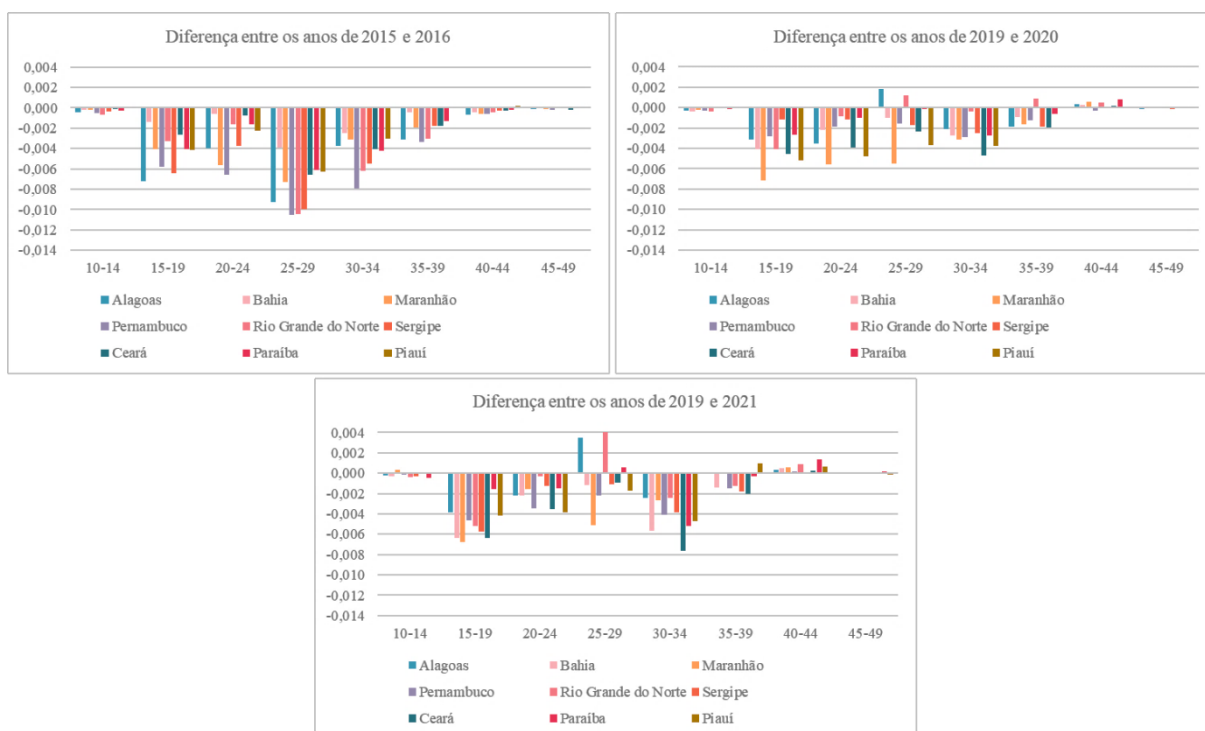 Diferença entre os anos de 2015 e 2016
0,004
0,002
0,000
-0,002
-0,004
-0,006
-0,008
-0,010
-0,012
-0,014
10-14 15-19 20-24 25-29 30-34 35-39 40-44 45-49
Alagoas Bahia Maranhão
Pernambuco Rio Grande do Norte Sergipe
Ceará Paraíba Piauí
Diferença entre os anos de 2019 e 2020
0,004
0,002
0,000
-0,002
-0,004
-0,006
-0,008
-0,010
-0,012
-0,014
10-14 15-19 20-24 25-29 30-34 35-39 40-44 45-49
Alagoas Bahia Maranhão
Pernambuco Rio Grande do Norte Sergipe
Ceará Paraíba Piauí
Diferença entre os anos de 2019 e 2021
0,004
0,002
0,000
-0,002
-0,004
-0,006
-0,008
-0,010
-0,012
-0,014
10-14 15-19 20-24 25-29 30-34 35-39 40-44 45-49
Alagoas Bahia Maranhão
Pernambuco Rio Grande do Norte Sergipe
Ceará Paraíba Piauí